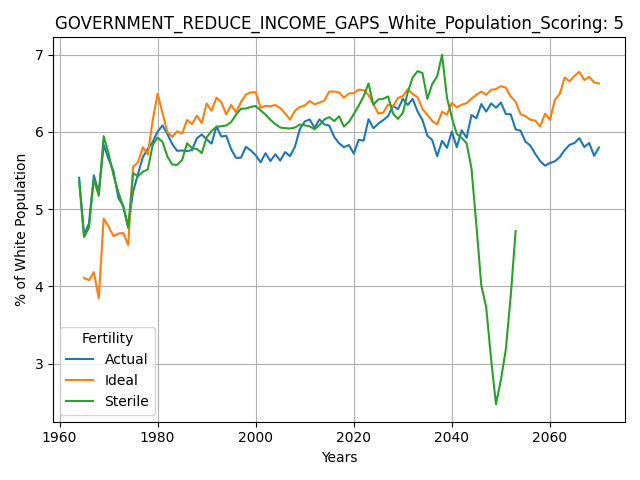 GOVERNMENT_REDUCE_INCOME_GAPS_White_Population_Scoring: 5
% of White Population
7
6
5
4
3
Fertility
Actual
Ideal
Sterile
1960
1980
2000
2020
2040
2060
Years